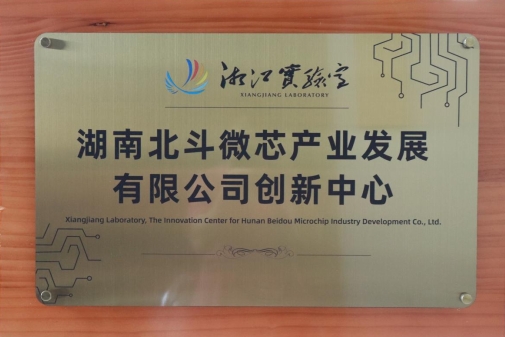 湘江實驗室
XIANGJIANG LABORATORY
湖南北斗微芯产业发展
有限公司创新中心
Xiangjiang Laboratory, The Innovation Center for Hunan Beidou Microchip Industry Development Co., Ltd.